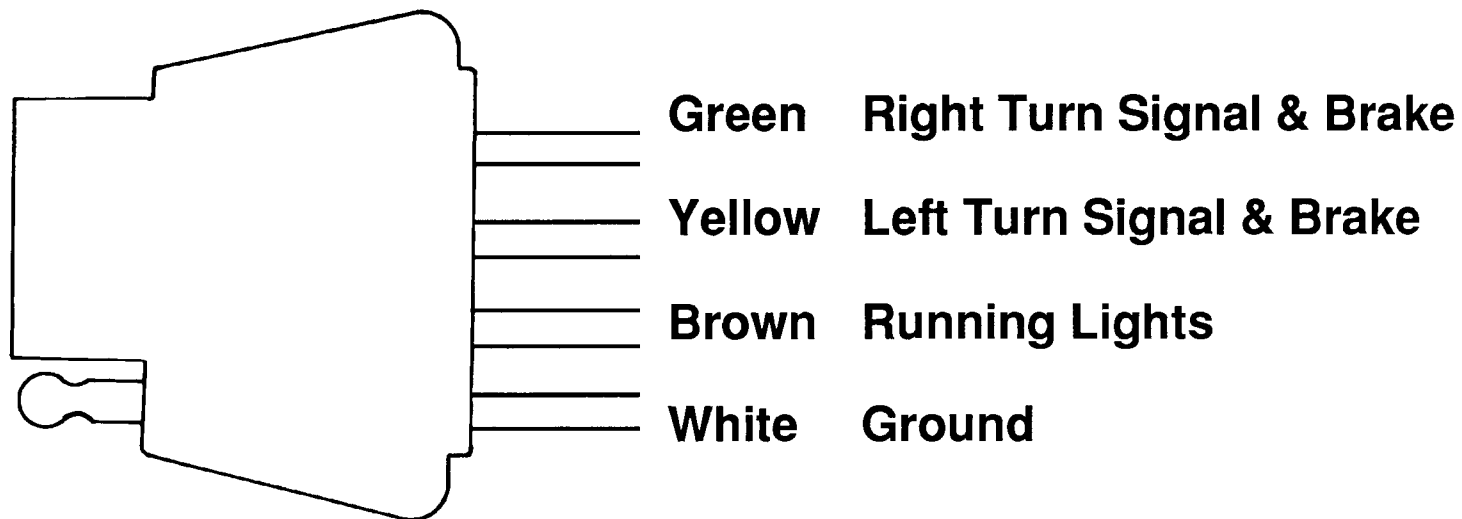 Green Right Turn Signal & Brake
Yellow Left Turn Signal & Brake
Brown Running Lights
White Ground